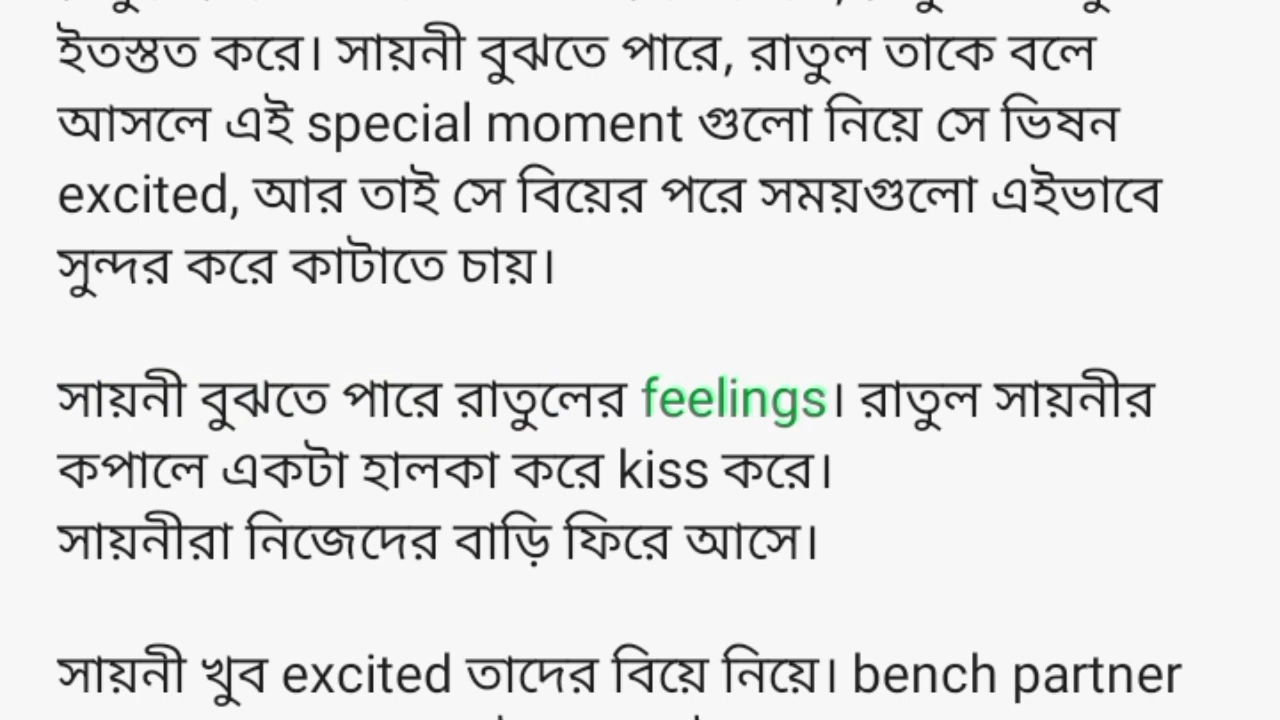 ইতস্তত করে। সায়নী বুঝতে পারে, রাতুল তাকে বলে
আসলে এই special moment গুলো নিয়ে সে ভিষন
excited, আর তাই সে বিয়ের পরে সময়গুলো এইভাবে
সুন্দর করে কাটাতে চায়।
সায়নী বুঝতে পারে রাতুলের feelings। রাতুল সায়নীর
কপালে একটা হালকা করে kiss করে।
সায়নীরা নিজেদের বাড়ি ফিরে আসে।
সায়নী খুব excited তাদের বিয়ে নিয়ে। bench partner